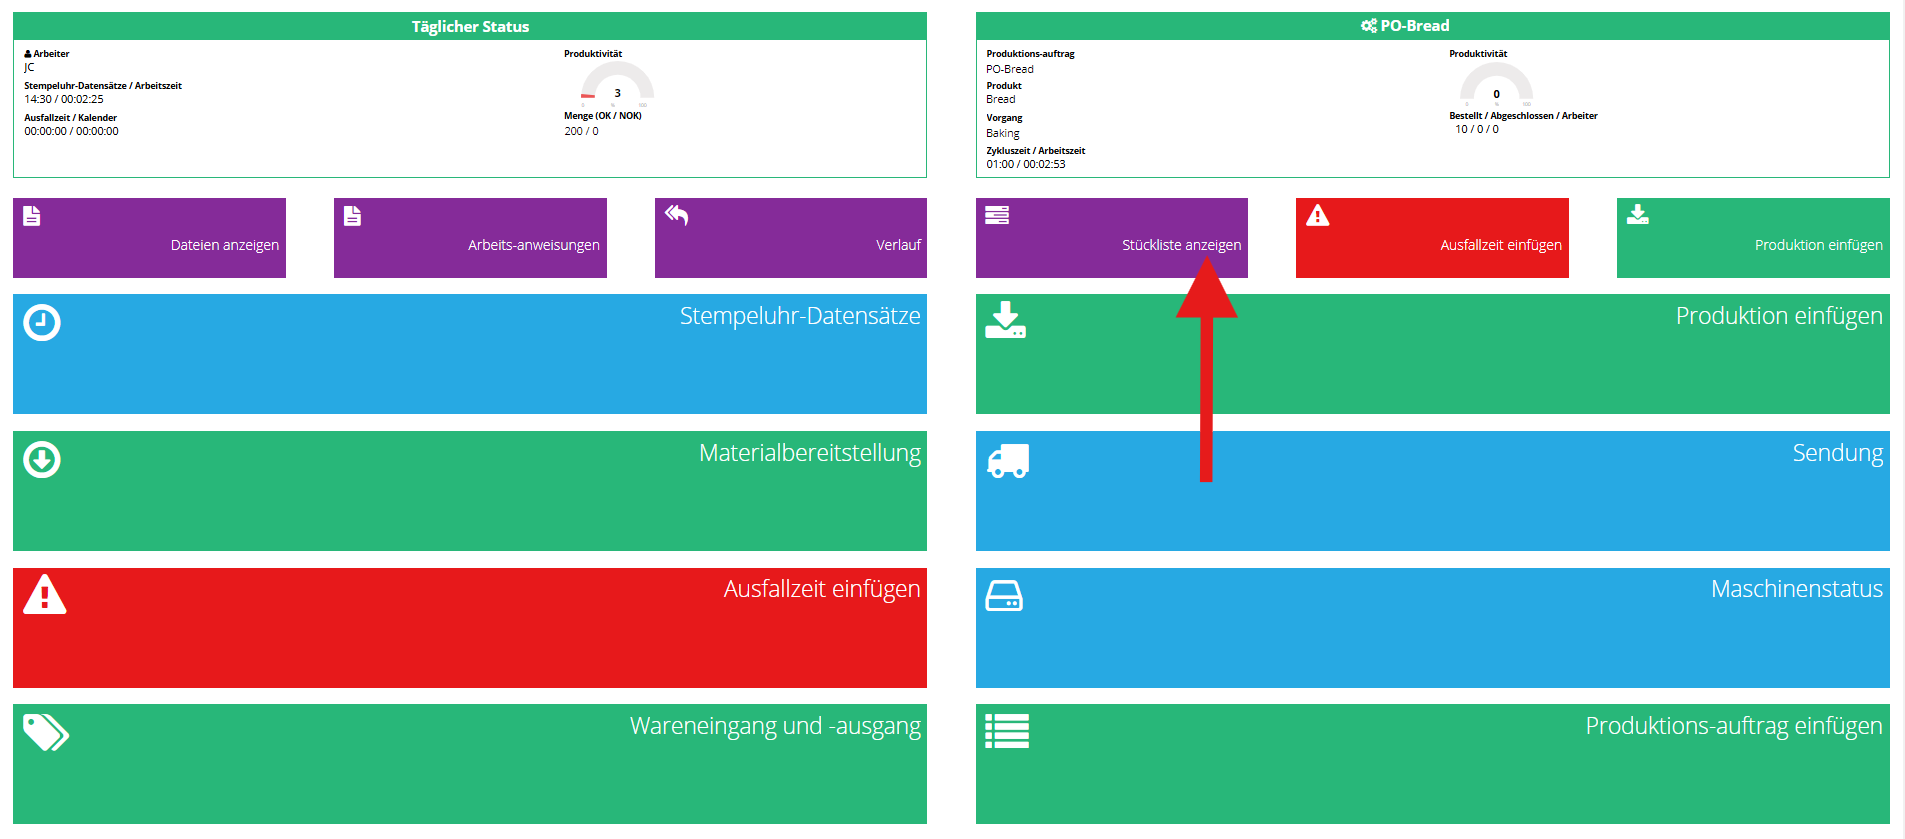 Täglicher Status
Arbeiter
JC
Stempeluhr-Datensätze / Arbeitszeit
14:30 / 00:02:25
Ausfallzeit / Kalender
00:00:00 / 00:00:00
Produktivität
3
0 % 100
Menge (OK / NOK)
200 / 0
PO-Bread
Produktions-auftrag
PO-Bread
Produkt
Bread
Vorgang
Baking
Zykluszeit / Arbeitszeit
01:00 / 00:02:53
Produktivität
0
0 % 100
Bestellt / Abgeschlossen / Arbeiter
10 / 0 / 0
Dateien anzeigen
Arbeits-anweisungen
Verlauf
Stückliste anzeigen
Ausfallzeit einfügen
Produktion einfügen
Stempeluhr-Datensätze
Produktion einfügen
Materialbereitstellung
Sendung
Ausfallzeit einfügen
Maschinenstatus
Wareneingang und -ausgang
Produktions-auftrag einfügen